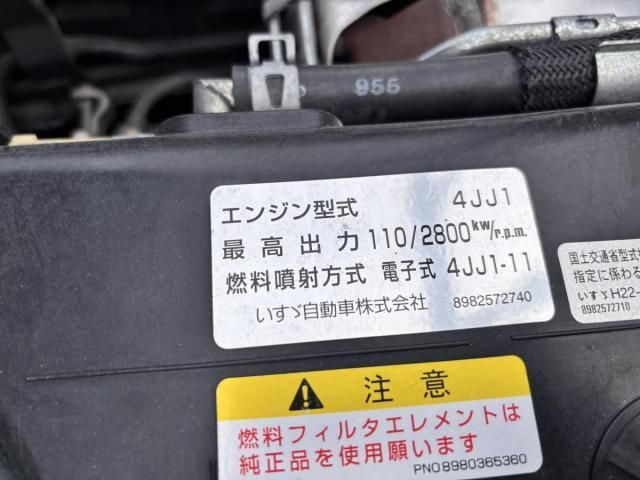 955
エンジン型式 4JJ1
最高出力 110/2800kw/r.p.m.
燃料噴射方式 電子式 4JJ1-11
いすゞ自動車株式会社 8982572740
国土交通省型式
指定に係わる
いすゞH22-
8982572710
注意
燃料フィルタエレメントは
純正品を使用願います
PNO8980365360